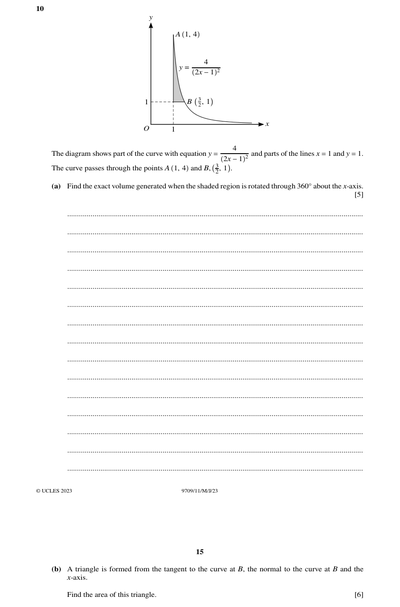 10
y
A (1, 4)
y = 4/(2x − 1)²
1
B (3/2, 1)
O
1
x
The diagram shows part of the curve with equation y = 4/(2x − 1)² and parts of the lines x = 1 and y = 1.
The curve passes through the points A (1, 4) and B, (3/2, 1).
(a) Find the exact volume generated when the shaded region is rotated through 360° about the x-axis.
[5]
© UCLES 2023
9709/11/M/J/23
15
(b) A triangle is formed from the tangent to the curve at B, the normal to the curve at B and the
x-axis.
Find the area of this triangle. [6]